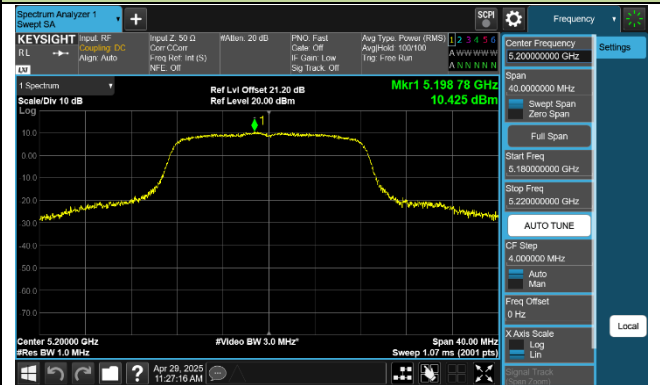 Spectrum Analyzer 1
Swept SA
SCPI
Frequency
KEYSIGHT Input: RF
RL Coupling: DC
Align: Auto
LXI
Input Z: 50 Ω
Corr CCorr
Freq Ref: Int (S)
NFE: Off
#Atten: 20 dB
PNO: Fast
Gate: Off
IF Gain: Low
Sig Track: Off
Avg Type: Power (RMS)
Avg|Hold: 100/100
Trig: Free Run
1 2 3 4 5 6
A W W W W W
A N N N N N
Center Frequency
5.200000000 GHz
Settings
Span
40.0000000 MHz
Swept Span
Zero Span
Full Span
Start Freq
5.180000000 GHz
Stop Freq
5.220000000 GHz
AUTO TUNE
CF Step
4.000000 MHz
Auto
Man
Freq Offset
0 Hz
X Axis Scale
Log
Lin
Signal Track
(Span Zoom)
Local
1 Spectrum
Scale/Div 10 dB
Log
Ref Lvl Offset 21.20 dB
Ref Level 20.00 dBm
Mkr1 5.198 78 GHz
10.425 dBm
1
10.0
0.00
-10.0
-20.0
-30.0
-40.0
-50.0
-60.0
-70.0
Center 5.20000 GHz
#Res BW 1.0 MHz
#Video BW 3.0 MHz*
Span 40.00 MHz
Sweep 1.07 ms (2001 pts)
Apr 29, 2025
11:27:16 AM